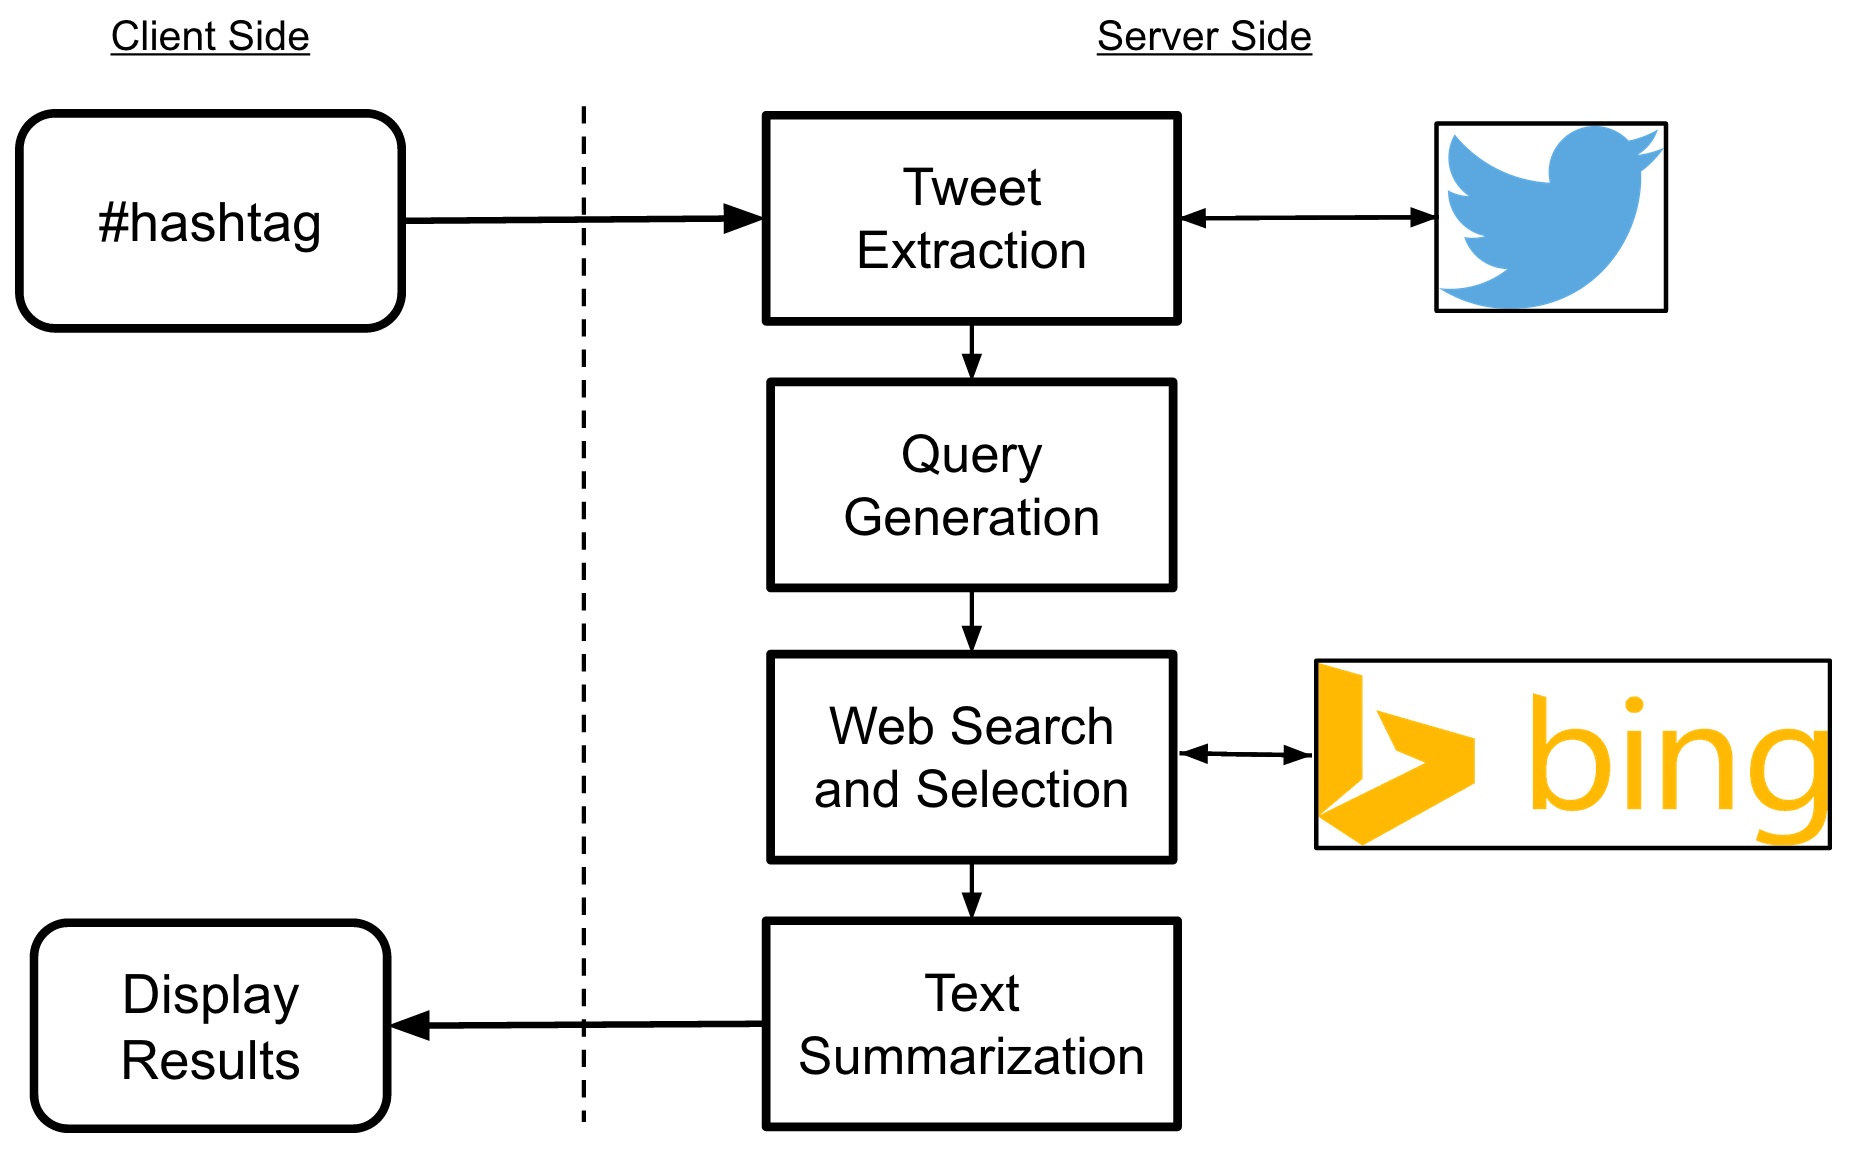 Client Side
Server Side
#hashtag
Tweet
Extraction
Query
Generation
Web Search
and Selection
bing
Display
Results
Text
Summarization